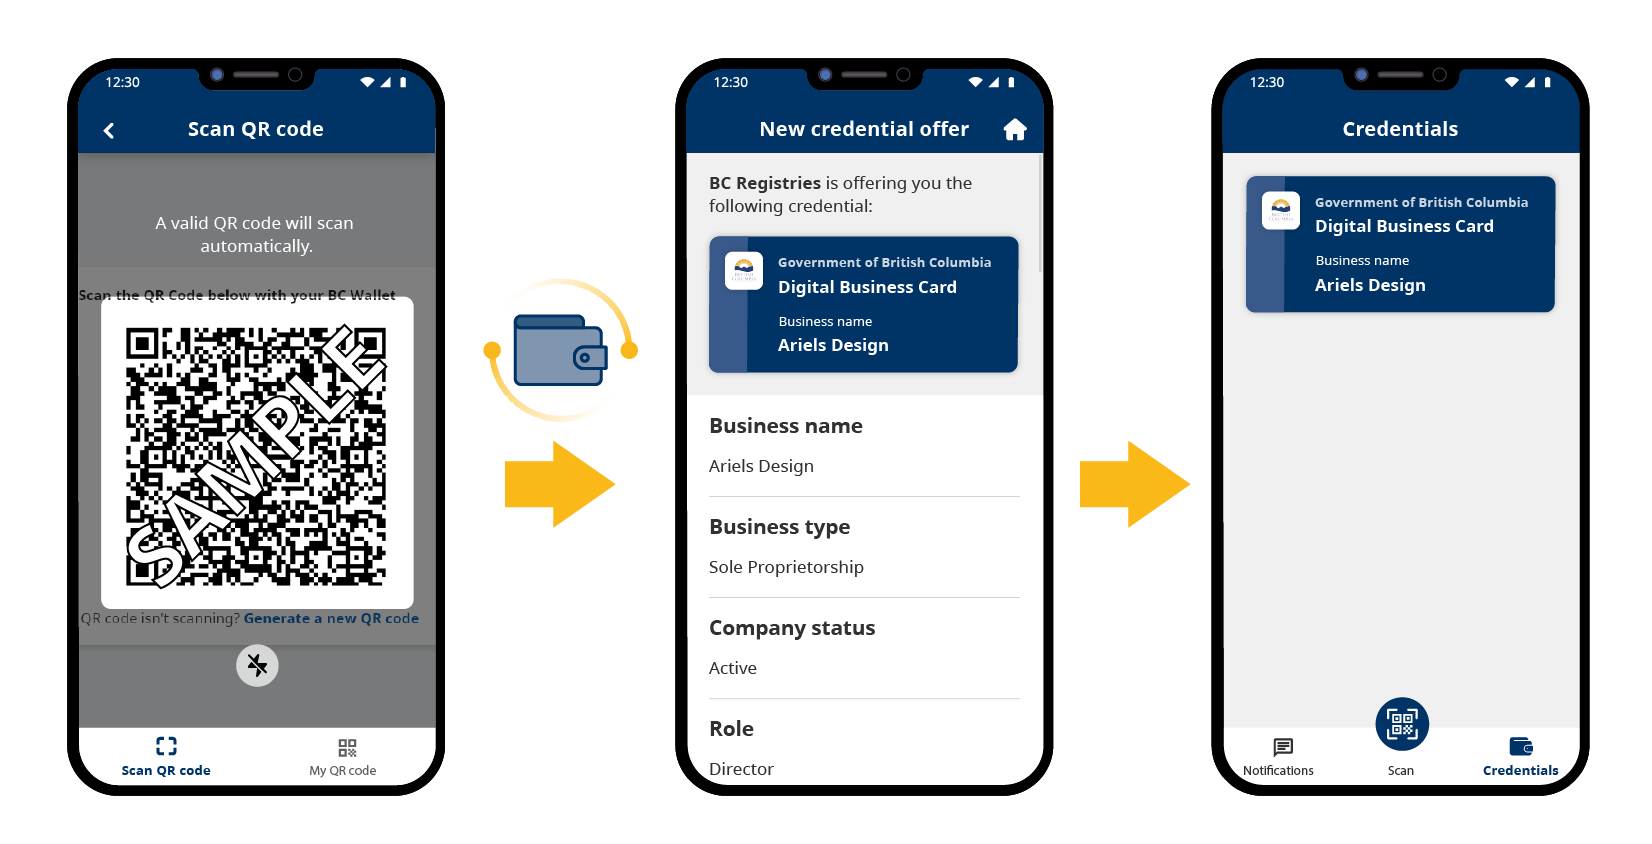 12:30
Scan QR code
A valid QR code will scan
automatically.
Scan the QR Code below with your BC Wallet
SAMPLE
QR code isn't scanning? Generate a new QR code
Scan QR code
My QR code
12:30
New credential offer
BC Registries is offering you the
following credential:
Government of British Columbia
Digital Business Card
Business name
Ariels Design
Business name
Ariels Design
Business type
Sole Proprietorship
Company status
Active
Role
Director
12:30
Credentials
Government of British Columbia
Digital Business Card
Business name
Ariels Design
Notifications
Scan
Credentials